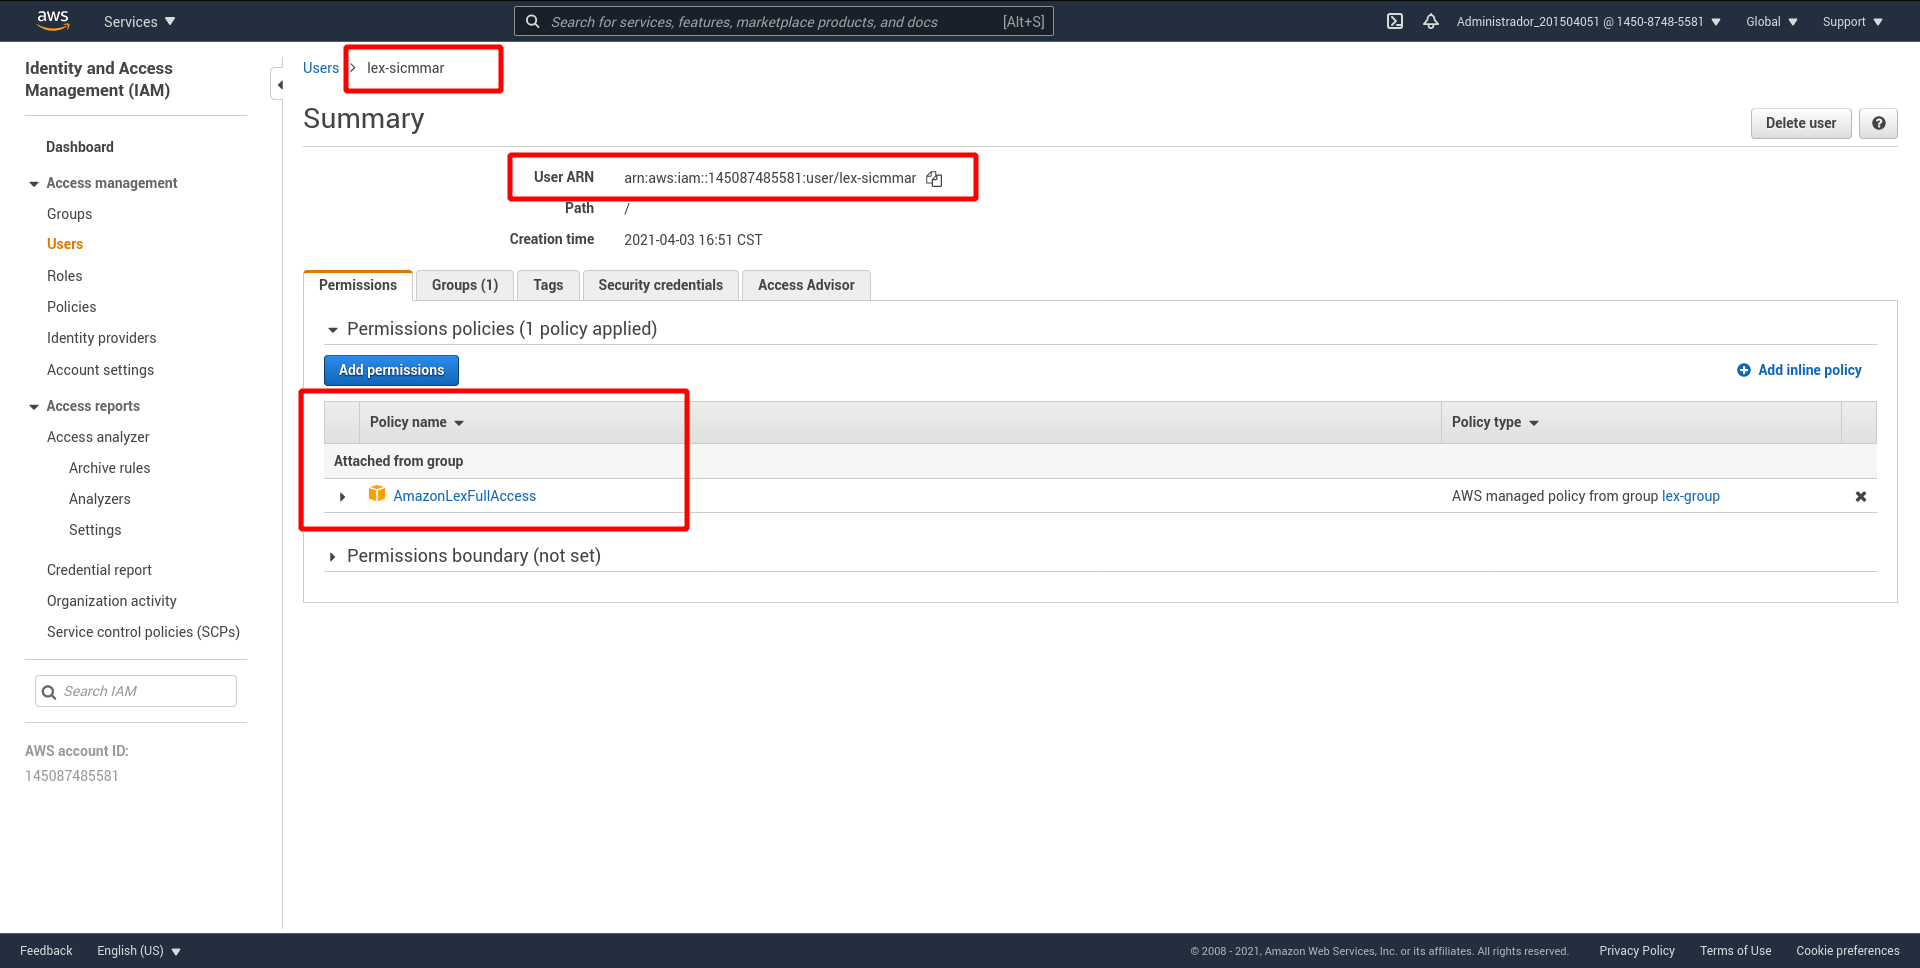 aws Services Search for services, features, marketplace products, and docs [Alt+S] Administrador_201504051 @ 1450-8748-5581 Global Support
Identity and Access
Management (IAM)
Dashboard
Access management
Groups
Users
Roles
Policies
Identity providers
Account settings
Access reports
Access analyzer
Archive rules
Analyzers
Settings
Credential report
Organization activity
Service control policies (SCPs)
Search IAM
AWS account ID:
145087485581
Users > lex-sicmmar
Summary
Delete user
User ARN arn:aws:iam::145087485581:user/lex-sicmmar
Path /
Creation time 2021-04-03 16:51 CST
Permissions Groups (1) Tags Security credentials Access Advisor
Permissions policies (1 policy applied)
Add permissions Add inline policy
Policy name Policy type
Attached from group
AmazonLexFullAccess AWS managed policy from group lex-group
Permissions boundary (not set)
Feedback English (US) © 2008 - 2021, Amazon Web Services, Inc. or its affiliates. All rights reserved. Privacy Policy Terms of Use Cookie preferences